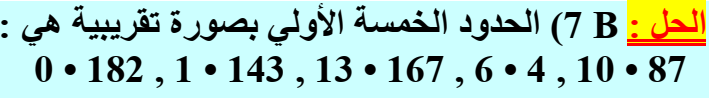 الحل : 7 B) الحدود الخمسة الأولي بصورة تقريبية هي :
0 • 182 , 1 • 143 , 13 • 167 , 6 • 4 , 10 • 87